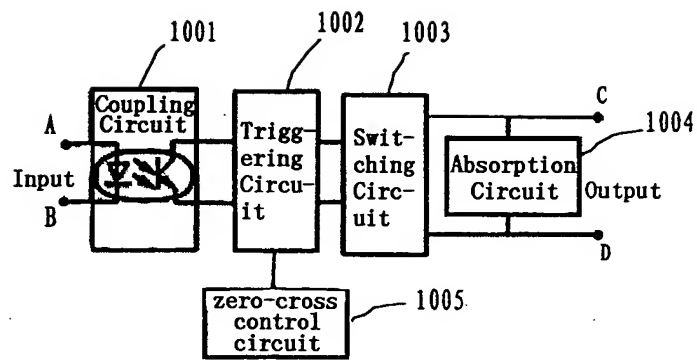 1001
1002
1003
Coupling
Circuit
A
Input
B
Trigg-
ering
Circu-
it
Swit-
ching
Circ-
uit
C
1004
Absorption
Circuit
Output
D
zero-cross
control
circuit
1005